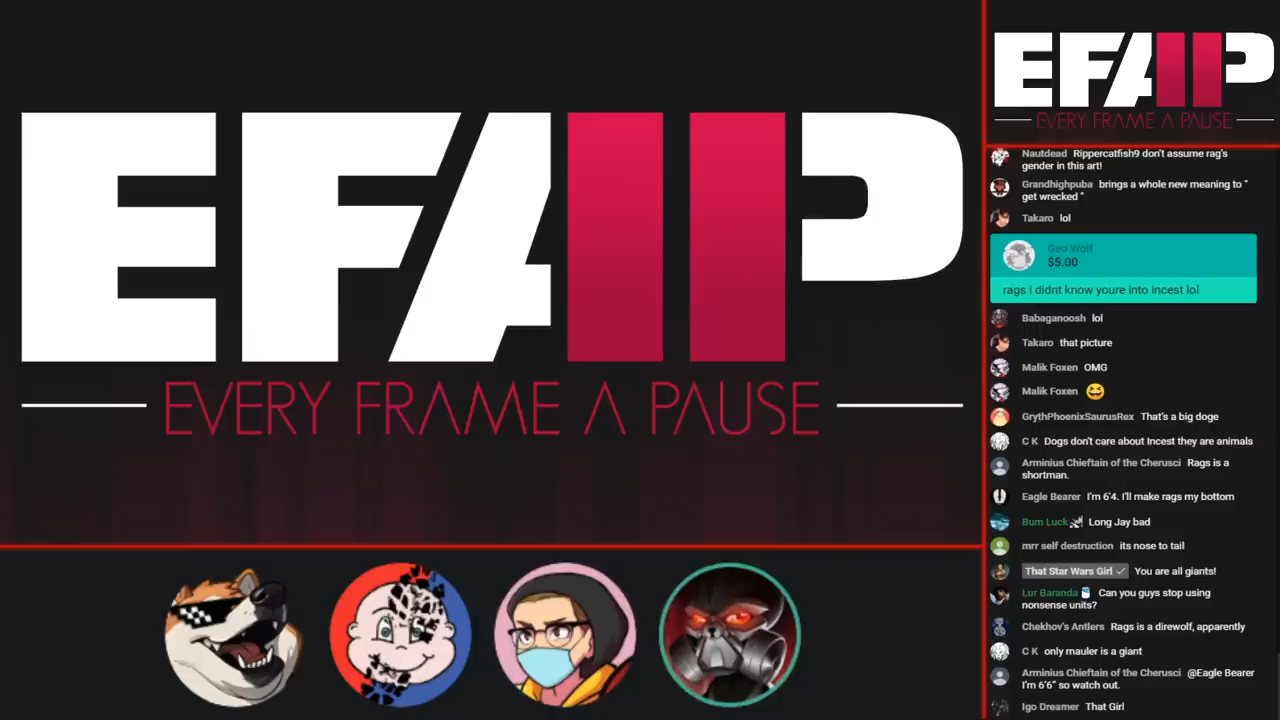 EFAP
EVERY FRAME A PAUSE
EFAP
EVERY FRAME A PAUSE
Nautdead Rippercatfish9 don't assume rag's
gender in this art!
Grandhighpuba brings a whole new meaning to "
get wrecked "
Takaro lol
Geo Wolf
$5.00
rags i didnt know youre into incest lol
Babaganoosh lol
Takaro that picture
Malik Foxen OMG
Malik Foxen 😆
GrythPhoenixSaurusRex That's a big doge
C K Dogs don't care about Incest they are animals
Arminius Chieftain of the Cherusci Rags is a
shortman.
Eagle Bearer I'm 6'4. I'll make rags my bottom
Bum Luck Long Jay bad
mrr self destruction its nose to tail
That Star Wars Girl ✓ You are all giants!
Lur Baranda Can you guys stop using
nonsense units?
Chekhov's Antlers Rags is a direwolf, apparently
C K only mauler is a giant
Arminius Chieftain of the Cherusci @Eagle Bearer
I'm 6'6" so watch out.
Igo Dreamer That Girl